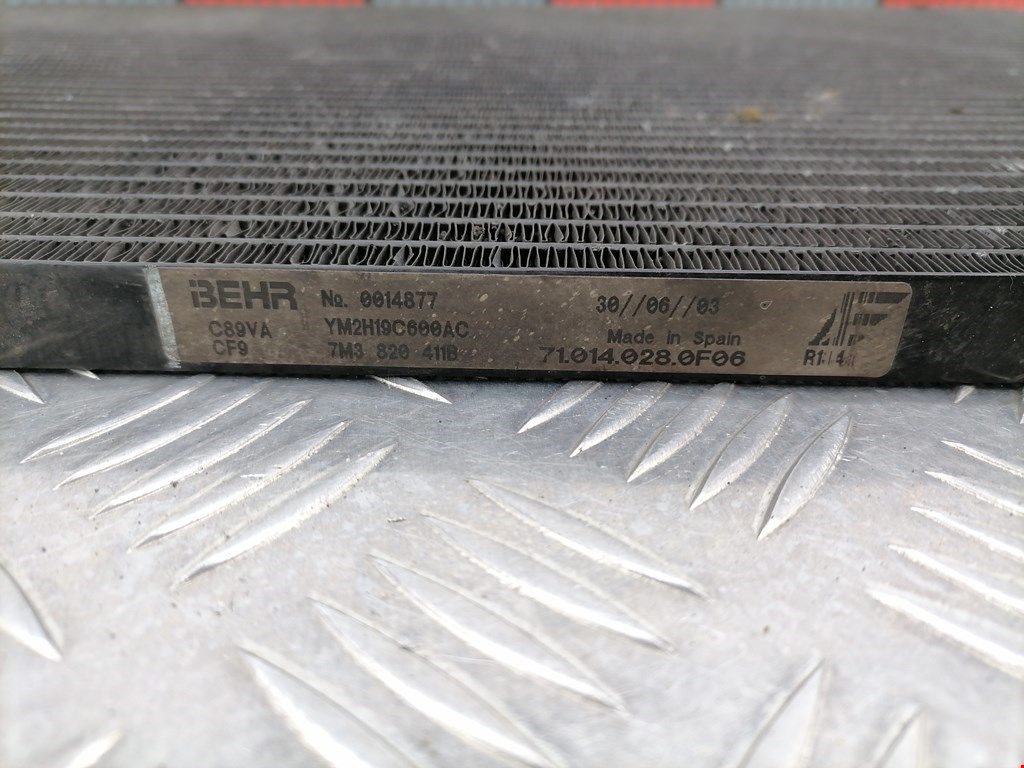 BEHR
No. 0014877
30//06//03
C89VA
YM2H19C600AC
Made in Spain
CF9
7M3 820 411B
71.014.028.0F06